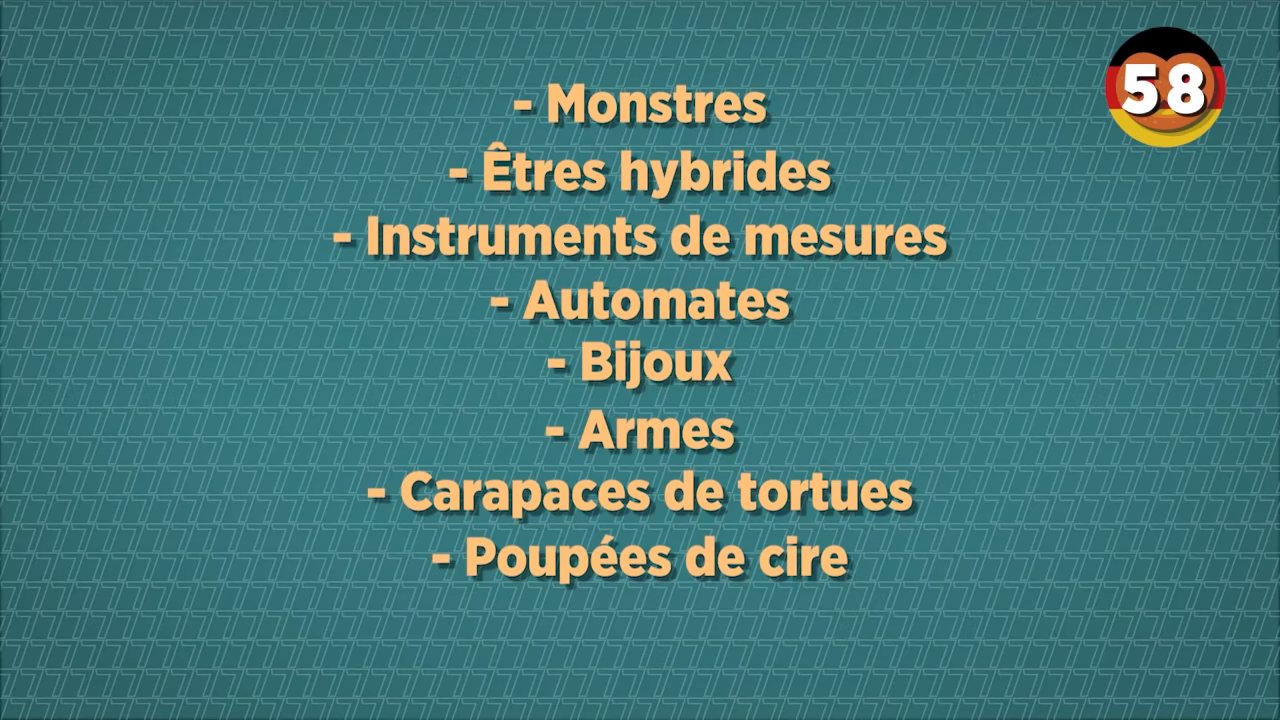 58
- Monstres
- Êtres hybrides
- Instruments de mesures
- Automates
- Bijoux
- Armes
- Carapaces de tortues
- Poupées de cire